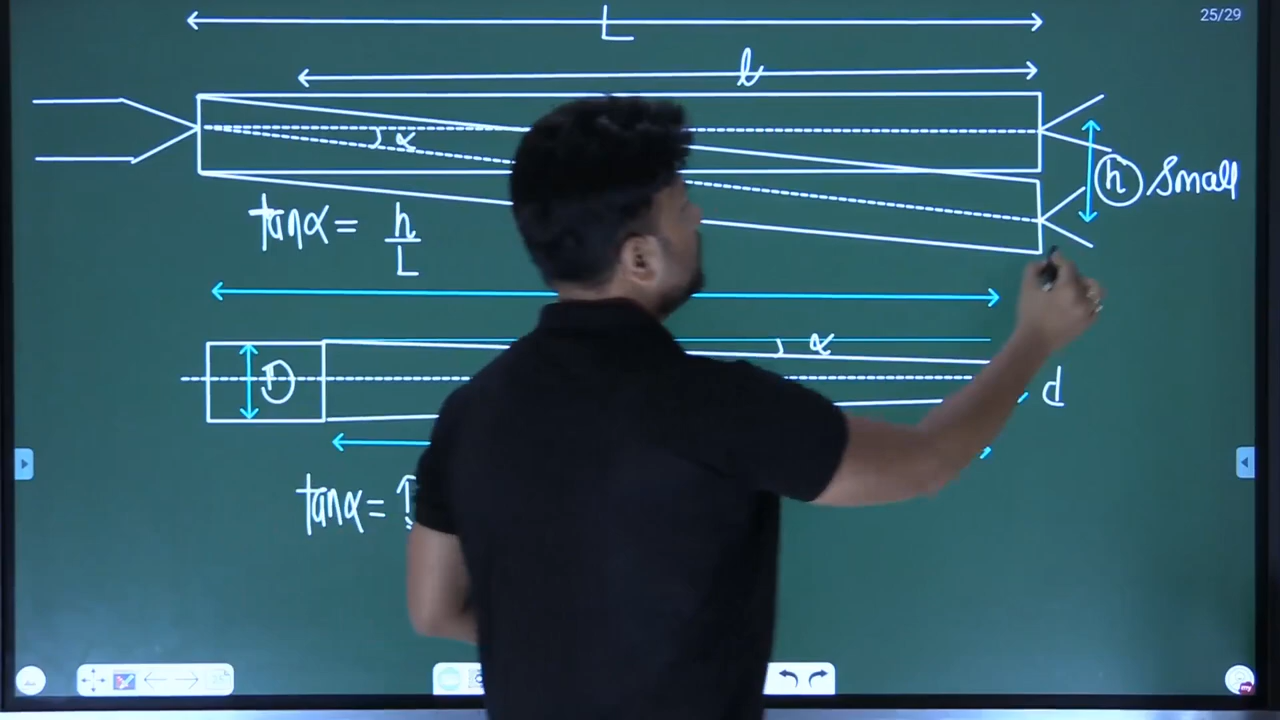 25/29
L
l
α
h small
tanα = h/L
α
D
d
tanα = ?